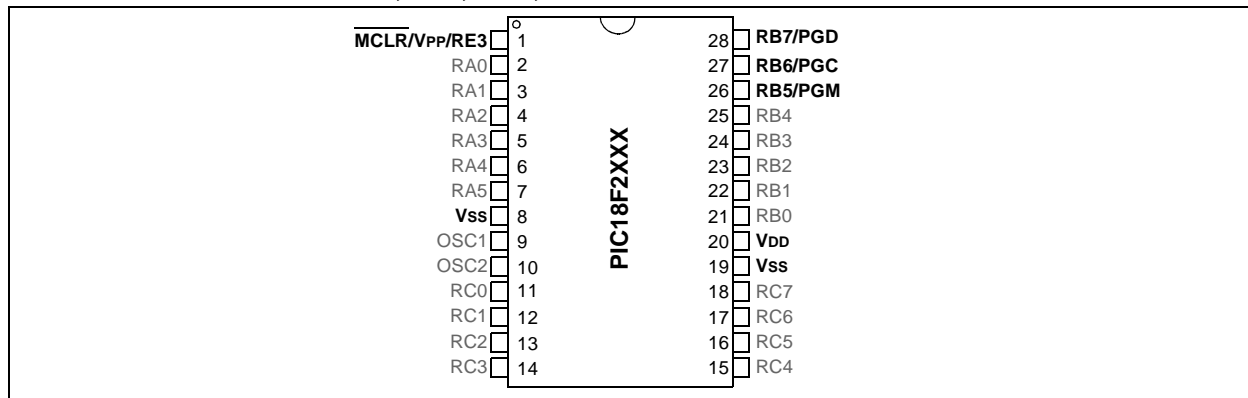 MCLR/VPP/RE3 1 28 RB7/PGD
RA0 2 27 RB6/PGC
RA1 3 26 RB5/PGM
RA2 4 25 RB4
RA3 5 24 RB3
RA4 6 23 RB2
RA5 7 22 RB1
VSS 8 21 RB0
OSC1 9 20 VDD
OSC2 10 19 VSS
RC0 11 18 RC7
RC1 12 17 RC6
RC2 13 16 RC5
RC3 14 15 RC4
PIC18F2XXX